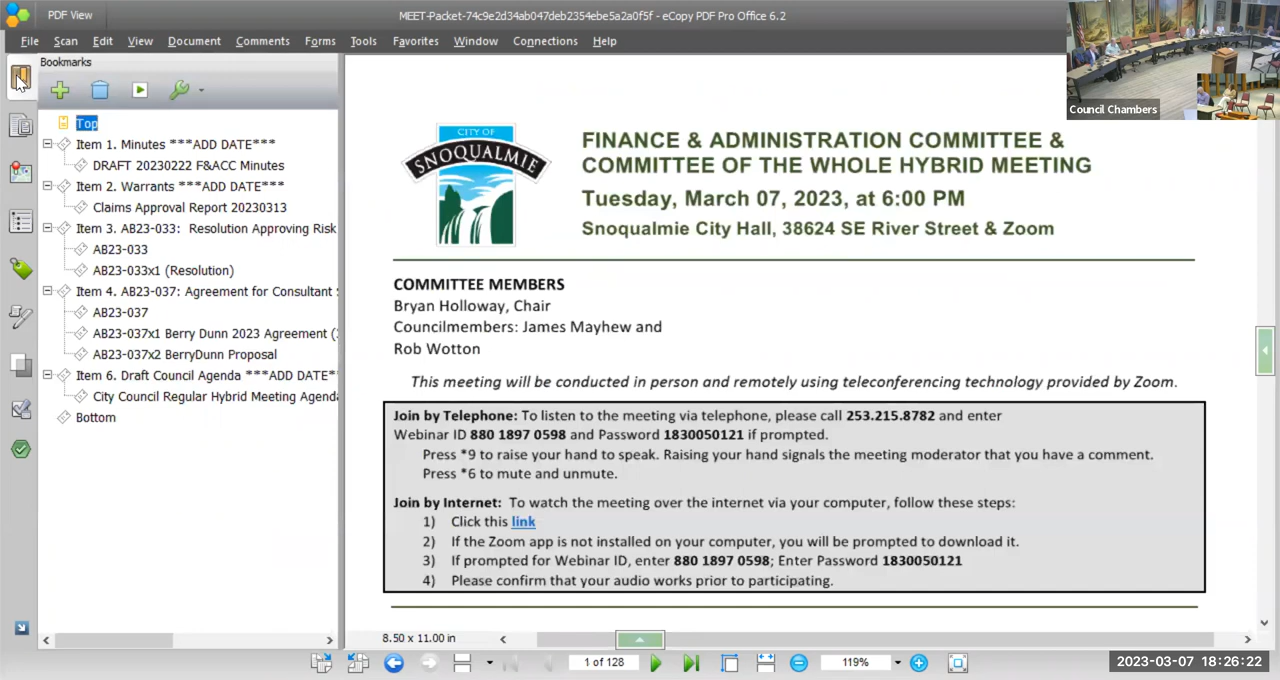 PDF View
MEET-Packet-74c9e2d34ab047deb2354ebe5a2a0f5f - eCopy PDF Pro Office 6.2
File Scan Edit View Document Comments Forms Tools Favorites Window Connections Help
Bookmarks
Top
Item 1. Minutes ***ADD DATE***
DRAFT 20230222 F&ACC Minutes
Item 2. Warrants ***ADD DATE***
Claims Approval Report 20230313
Item 3. AB23-033: Resolution Approving Risk
AB23-033
AB23-033x1 (Resolution)
Item 4. AB23-037: Agreement for Consultant
AB23-037
AB23-037x1 Berry Dunn 2023 Agreement (
AB23-037x2 BerryDunn Proposal
Item 6. Draft Council Agenda ***ADD DATE*
City Council Regular Hybrid Meeting Agend
Bottom
Council Chambers
CITY OF
SNOQUALMIE
FINANCE & ADMINISTRATION COMMITTEE &
COMMITTEE OF THE WHOLE HYBRID MEETING
Tuesday, March 07, 2023, at 6:00 PM
Snoqualmie City Hall, 38624 SE River Street & Zoom
COMMITTEE MEMBERS
Bryan Holloway, Chair
Councilmembers: James Mayhew and
Rob Wotton
This meeting will be conducted in person and remotely using teleconferencing technology provided by Zoom.
Join by Telephone: To listen to the meeting via telephone, please call 253.215.8782 and enter
Webinar ID 880 1897 0598 and Password 1830050121 if prompted.
Press *9 to raise your hand to speak. Raising your hand signals the meeting moderator that you have a comment.
Press *6 to mute and unmute.
Join by Internet: To watch the meeting over the internet via your computer, follow these steps:
1) Click this link
2) If the Zoom app is not installed on your computer, you will be prompted to download it.
3) If prompted for Webinar ID, enter 880 1897 0598; Enter Password 1830050121
4) Please confirm that your audio works prior to participating.
8.50 x 11.00 in
1 of 128
119%
2023-03-07 18:26:22